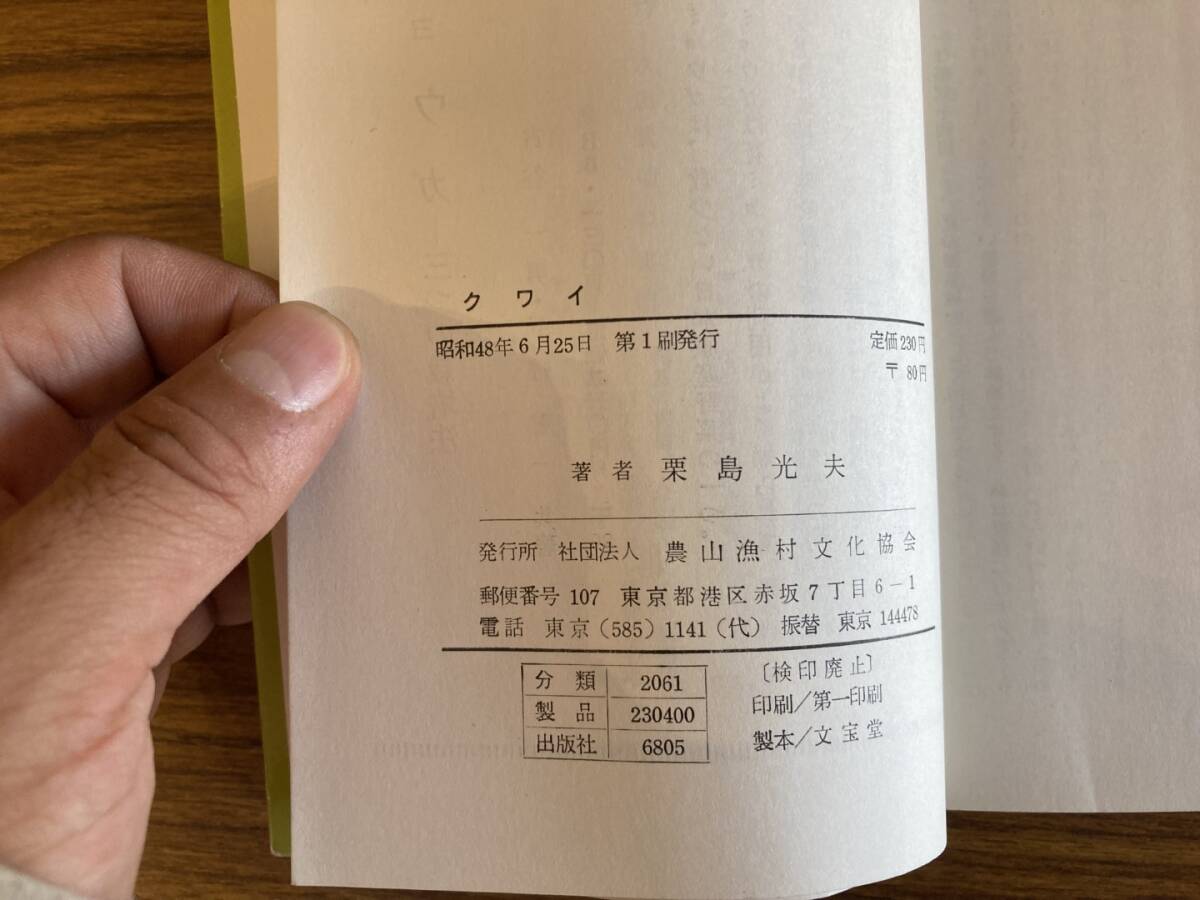 クワイ
昭和48年6月25日 第1刷発行 定価230円
〒 80円
著者 栗島光夫
発行所 社団法人 農山漁村文化協会
郵便番号 107 東京都港区赤坂7丁目6-1
電話 東京(585)1141(代) 振替 東京 144478
分類 2061
製品 230400
出版社 6805
〔検印廃止〕
印刷/第一印刷
製本/文宝堂